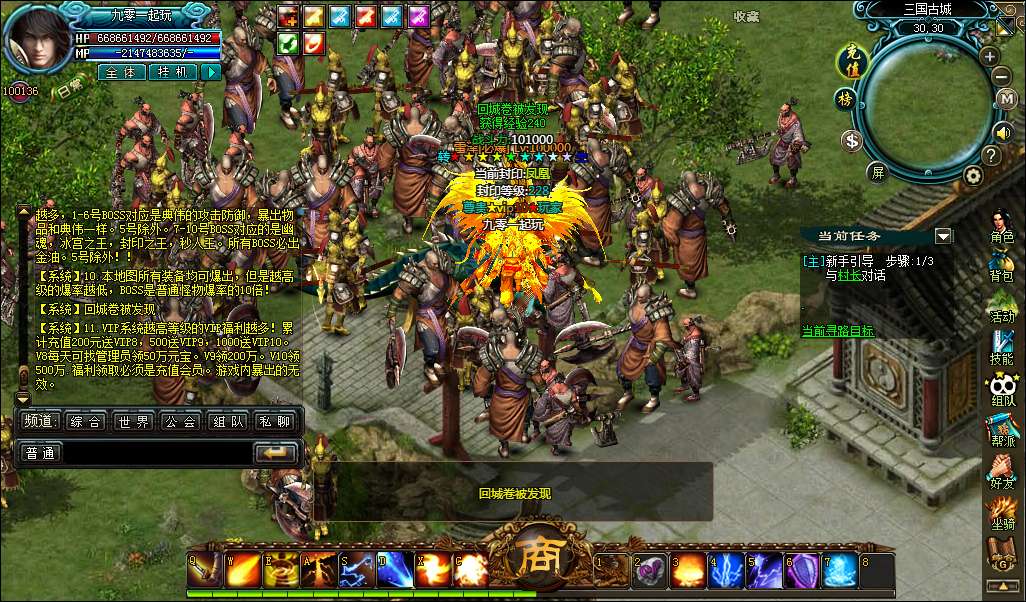 九零一起玩
HP 668661492/668661492
MP -2147483635/-
全体
挂机
100136
日常
收藏
三国古城
30,30
充值
榜
M
$
?
屏
回城卷被发现
获得经验240
101000
当前封印:凤凰
封印等级:228
九零一起玩
当前任务
[主]新手引导 步骤:1/3
与村长对话
当前寻路目标
角色
背包
活动
技能
组队
帮派
好友
坐骑
G
越多，1-6号BOSS对应是典伟的攻击防御，暴出物
品和典伟一样。5号除外。7-10号BOSS对应的是幽
魂，冰宫之王，封印之王，秒人王。所有BOSS必出
金油。5号除外！！
【系统】10.本地图所有装备均可爆出，但是越高
级的爆率越低，BOSS是普通怪物爆率的10倍！
【系统】回城卷被发现
【系统】11.VIP系统越高等级的VIP福利越多！累
计充值200元送VIP8，500送VIP9，1000送VIP10。
V8每天可找管理员领50万元宝。V9领200万。V10领
500万.福利领取必须是充值会员。游戏内暴出的无
效。
频道:
综合
世界
公会
组队
私聊
普通
回城卷被发现
商
Q W E A S D X C 1 2 3 4 5 6 7 8